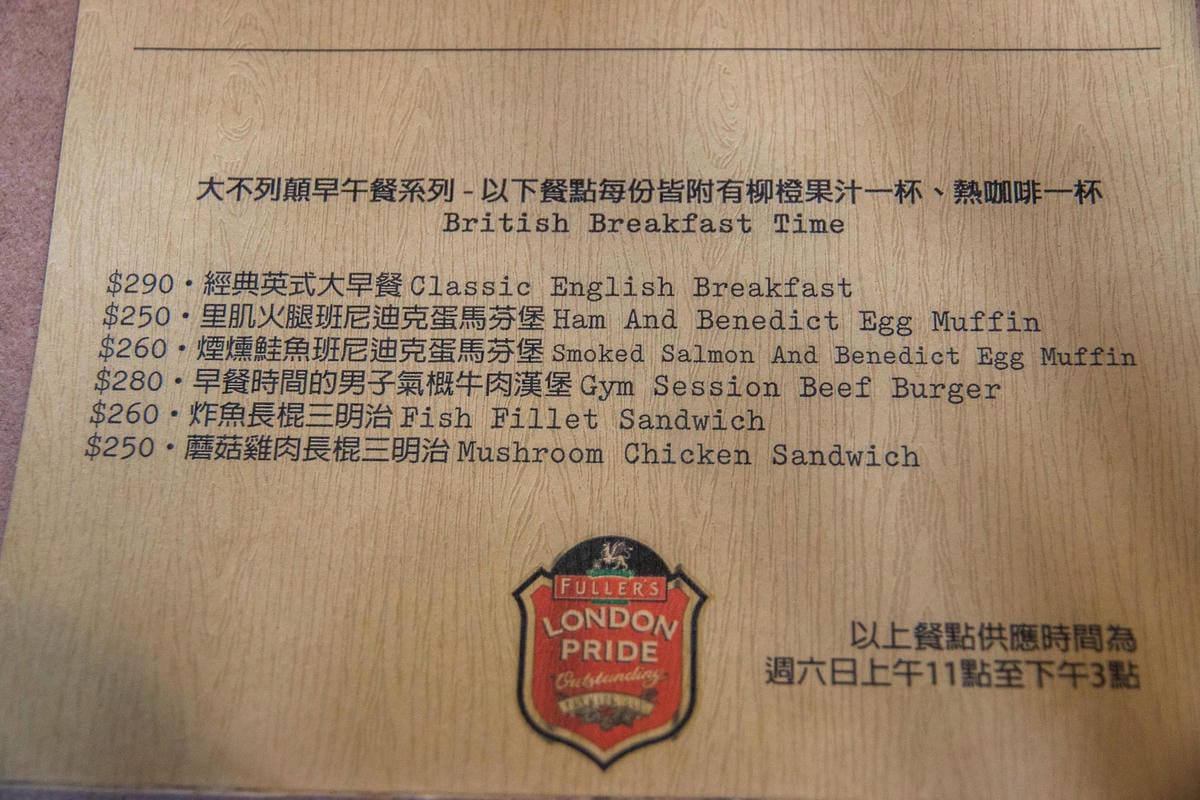 大不列顛早午餐系列 - 以下餐點每份皆附有柳橙果汁一杯、熱咖啡一杯
British Breakfast Time
$290・經典英式大早餐 Classic English Breakfast
$250・里肌火腿班尼迪克蛋馬芬堡 Ham And Benedict Egg Muffin
$260・煙燻鮭魚班尼迪克蛋馬芬堡 Smoked Salmon And Benedict Egg Muffin
$280・早餐時間的男子氣概牛肉漢堡 Gym Session Beef Burger
$260・炸魚長棍三明治 Fish Fillet Sandwich
$250・蘑菇雞肉長棍三明治 Mushroom Chicken Sandwich
FULLER'S
LONDON
PRIDE
Outstanding
以上餐點供應時間為
週六日上午11點至下午3點